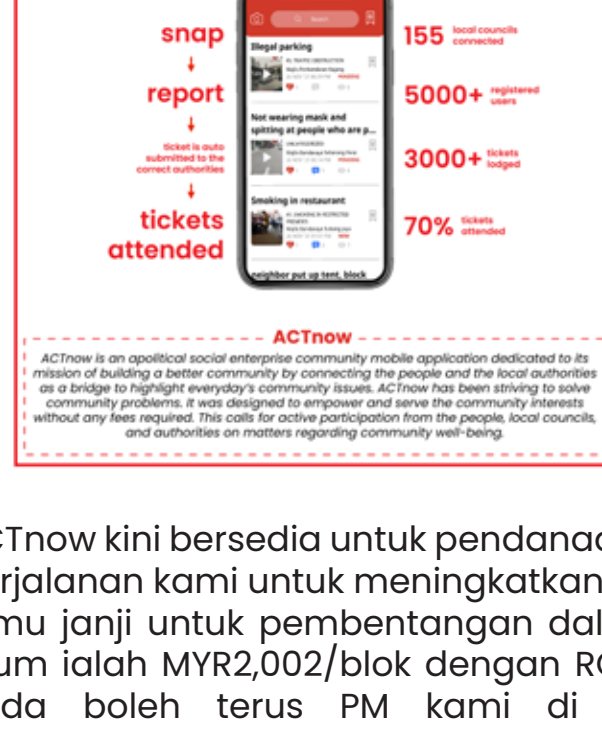 snap
report
ticket is auto
submitted to the
correct authorities
tickets
attended
Search
Illegal parking
Not wearing mask and
spitting at people who are p...
Smoking in restaurant
neighbor put up tent, block
155 local councils
connected
5000+ registered
users
3000+ tickets
lodged
70% tickets
attended
ACTnow
ACTnow is an apolitical social enterprise community mobile application dedicated to its
mission of building a better community by connecting the people and the local authorities
as a bridge to highlight everyday's community issues. ACTnow has been striving to solve
community problems. It was designed to empower and serve the community interests
without any fees required. This calls for active participation from the people, local councils,
and authorities on matters regarding community well-being.
CTnow kini bersedia untuk pendanaa
rjalanan kami untuk meningkatkan
mu janji untuk pembentangan dal
um ialah MYR2,002/blok dengan RO
da boleh terus PM kami di